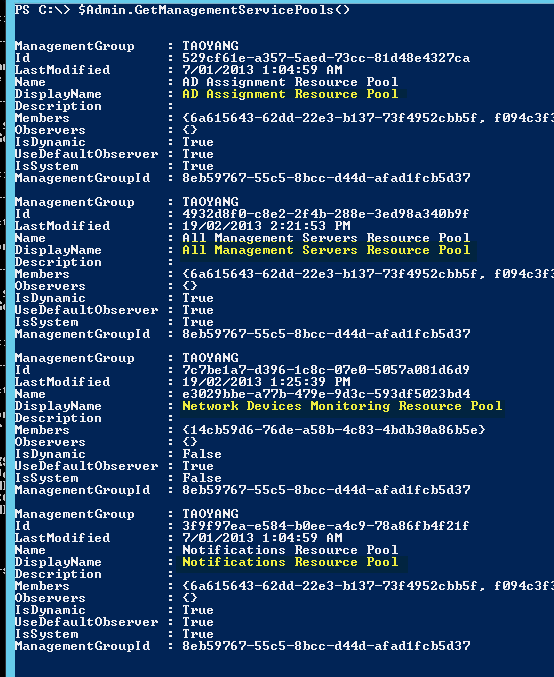 PS C:\> $Admin.GetManagementServicePools()
ManagementGroup : TAOYANG
Id : 529cf61e-a357-5aed-73cc-81d48e4327ca
LastModified : 7/01/2013 1:04:59 AM
Name : AD Assignment Resource Pool
DisplayName : AD Assignment Resource Pool
Description :
Members : {6a615643-62dd-22e3-b137-73f4952cbb5f, f094c3f3
Observers : {}
IsDynamic : True
UseDefaultObserver : True
IsSystem : True
ManagementGroupId : 8eb59767-55c5-8bcc-d44d-afad1fcb5d37
ManagementGroup : TAOYANG
Id : 4932d8f0-c8e2-2f4b-288e-3ed98a340b9f
LastModified : 19/02/2013 2:21:53 PM
Name : All Management Servers Resource Pool
DisplayName : All Management Servers Resource Pool
Description :
Members : {6a615643-62dd-22e3-b137-73f4952cbb5f, f094c3f3
Observers : {}
IsDynamic : True
UseDefaultObserver : True
IsSystem : True
ManagementGroupId : 8eb59767-55c5-8bcc-d44d-afad1fcb5d37
ManagementGroup : TAOYANG
Id : 7c7be1a7-d396-1c8c-07e0-5057a081d6d9
LastModified : 19/02/2013 1:25:39 PM
Name : e3029bbe-a77b-479e-9d3c-593df5023bd4
DisplayName : Network Devices Monitoring Resource Pool
Description :
Members : {14cb59d6-76de-a58b-4c83-4bdb30a86b5e}
Observers : {}
IsDynamic : False
UseDefaultObserver : True
IsSystem : False
ManagementGroupId : 8eb59767-55c5-8bcc-d44d-afad1fcb5d37
ManagementGroup : TAOYANG
Id : 3f9f97ea-e584-b0ee-a4c9-78a86fb4f21f
LastModified : 7/01/2013 1:04:59 AM
Name : Notifications Resource Pool
DisplayName : Notifications Resource Pool
Description :
Members : {6a615643-62dd-22e3-b137-73f4952cbb5f, f094c3f3
Observers : {}
IsDynamic : True
UseDefaultObserver : True
IsSystem : True
ManagementGroupId : 8eb59767-55c5-8bcc-d44d-afad1fcb5d37